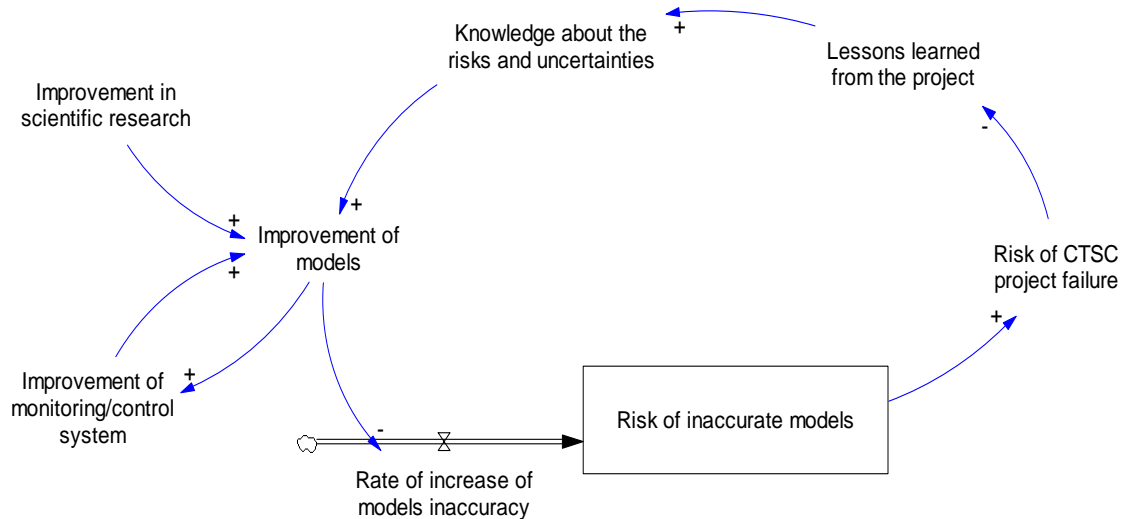 Knowledge about the
risks and uncertainties
+
Lessons learned
from the project
-
Improvement in
scientific research
+
+
Improvement of
models
+
Risk of CTSC
project failure
+
Improvement of
monitoring/control
system
+
-
Risk of inaccurate models
Rate of increase of
models inaccuracy